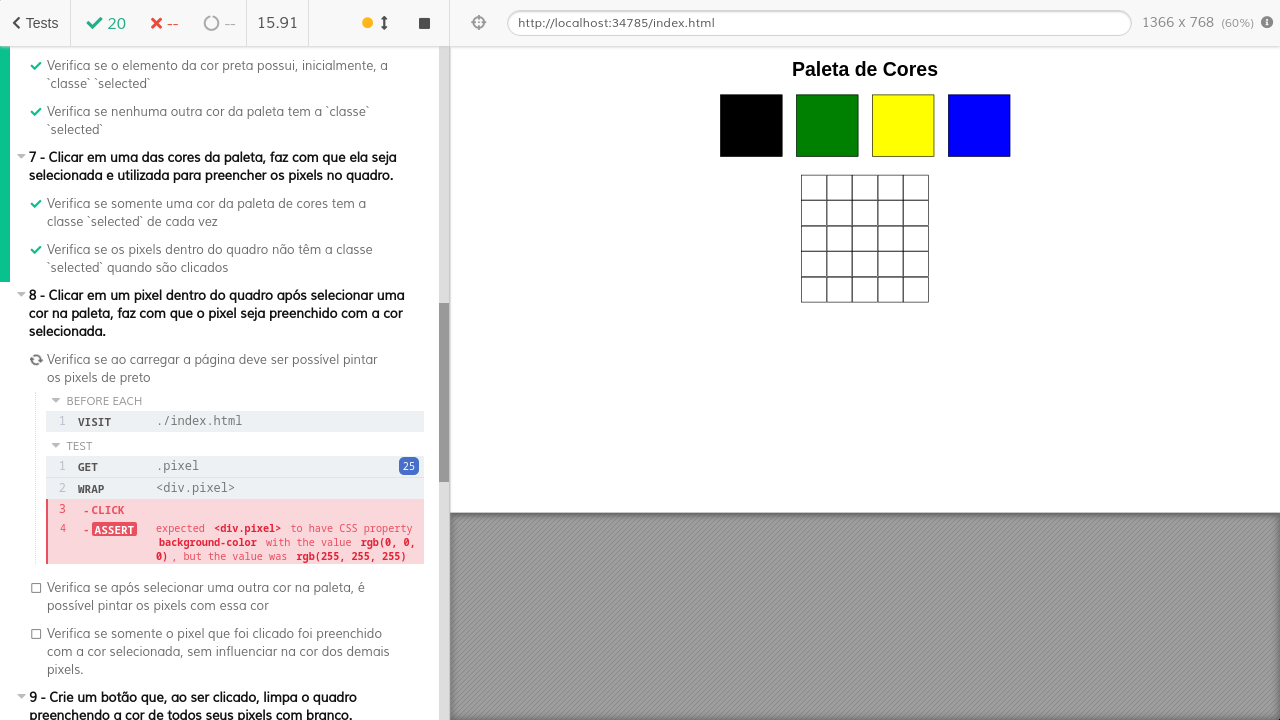 Tests 20 -- -- 15.91
http://localhost:34785/index.html 1366 x 768 (60%)
Verifica se o elemento da cor preta possui, inicialmente, a
`classe` `selected`
Verifica se nenhuma outra cor da paleta tem a `classe`
`selected`
7 - Clicar em uma das cores da paleta, faz com que ela seja
selecionada e utilizada para preencher os pixels no quadro.
Verifica se somente uma cor da paleta de cores tem a
classe `selected` de cada vez
Verifica se os pixels dentro do quadro não têm a classe
`selected` quando são clicados
8 - Clicar em um pixel dentro do quadro após selecionar uma
cor na paleta, faz com que o pixel seja preenchido com a cor
selecionada.
Verifica se ao carregar a página deve ser possível pintar
os pixels de preto
BEFORE EACH
1 VISIT ./index.html
TEST
1 GET .pixel 25
2 WRAP <div.pixel>
3 -CLICK
4 -ASSERT expected <div.pixel> to have CSS property
background-color with the value rgb(0, 0,
0) , but the value was rgb(255, 255, 255)
Verifica se após selecionar uma outra cor na paleta, é
possível pintar os pixels com essa cor
Verifica se somente o pixel que foi clicado foi preenchido
com a cor selecionada, sem influenciar na cor dos demais
pixels.
9 - Crie um botão que, ao ser clicado, limpa o quadro
preenchendo a cor de todos seus pixels com branco.
Paleta de Cores